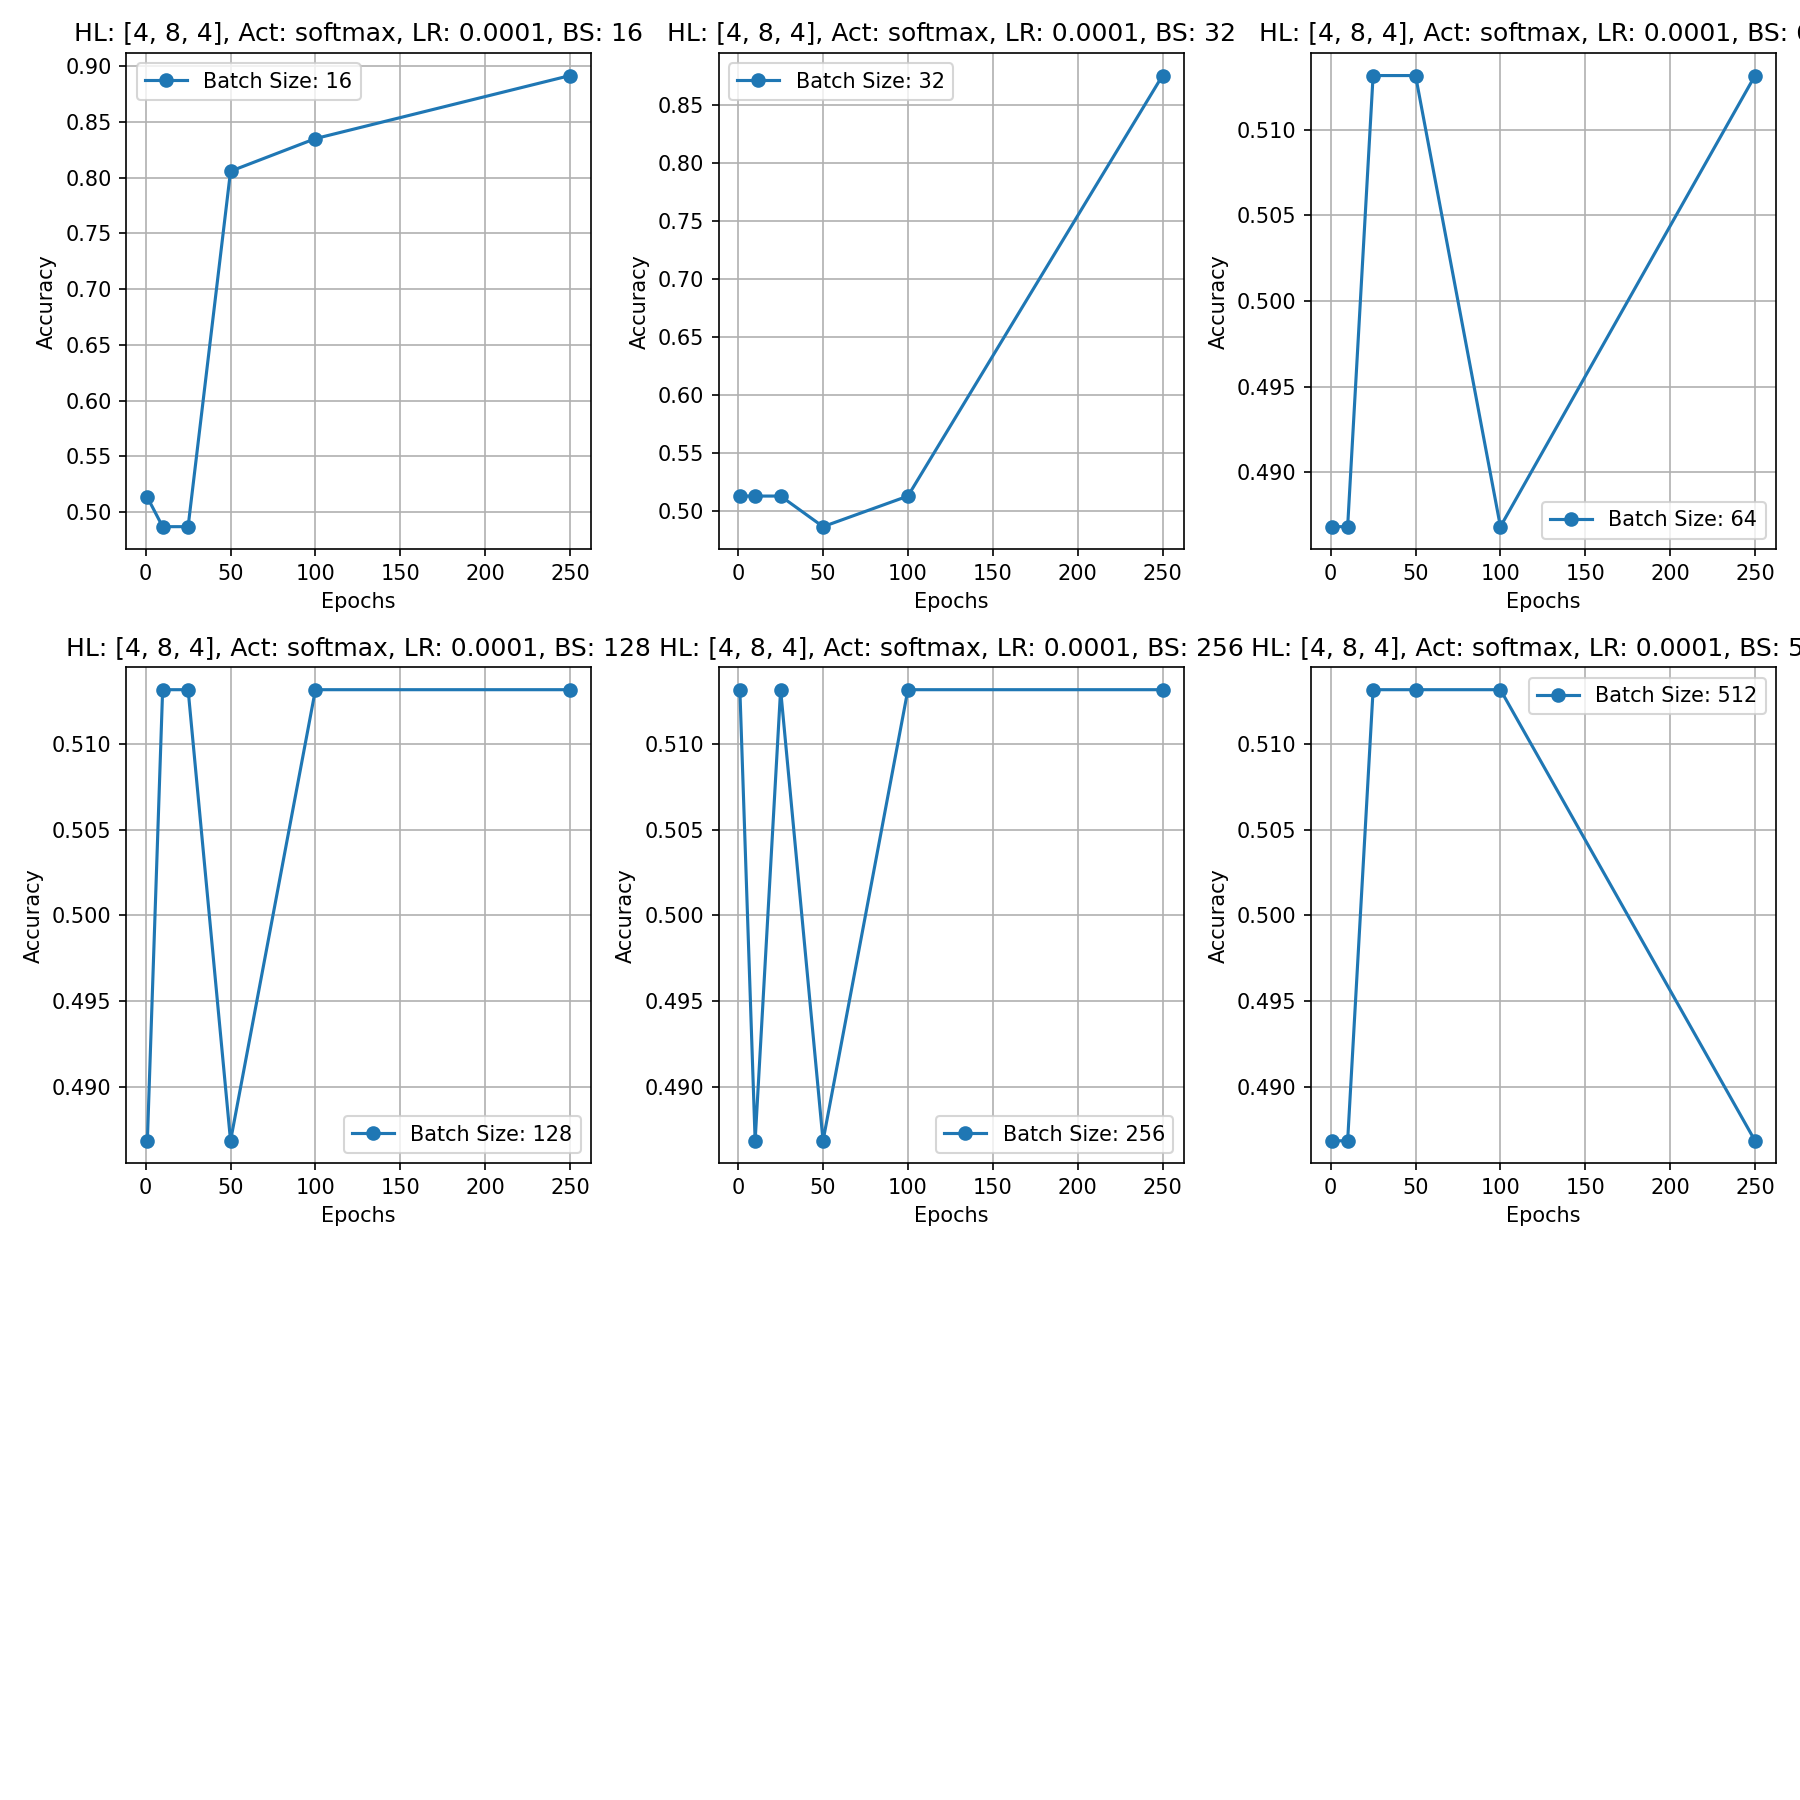 HL: [4, 8, 4], Act: softmax, LR: 0.0001, BS: 16
Batch Size: 16
Accuracy
0.90
0.85
0.80
0.75
0.70
0.65
0.60
0.55
0.50
0 50 100 150 200 250
Epochs
HL: [4, 8, 4], Act: softmax, LR: 0.0001, BS: 32
Batch Size: 32
Accuracy
0.85
0.80
0.75
0.70
0.65
0.60
0.55
0.50
0 50 100 150 200 250
Epochs
HL: [4, 8, 4], Act: softmax, LR: 0.0001, BS:
Batch Size: 64
Accuracy
0.510
0.505
0.500
0.495
0.490
0 50 100 150 200 250
Epochs
HL: [4, 8, 4], Act: softmax, LR: 0.0001, BS: 128
Batch Size: 128
Accuracy
0.510
0.505
0.500
0.495
0.490
0 50 100 150 200 250
Epochs
HL: [4, 8, 4], Act: softmax, LR: 0.0001, BS: 256
Batch Size: 256
Accuracy
0.510
0.505
0.500
0.495
0.490
0 50 100 150 200 250
Epochs
HL: [4, 8, 4], Act: softmax, LR: 0.0001, BS: 5
Batch Size: 512
Accuracy
0.510
0.505
0.500
0.495
0.490
0 50 100 150 200 250
Epochs